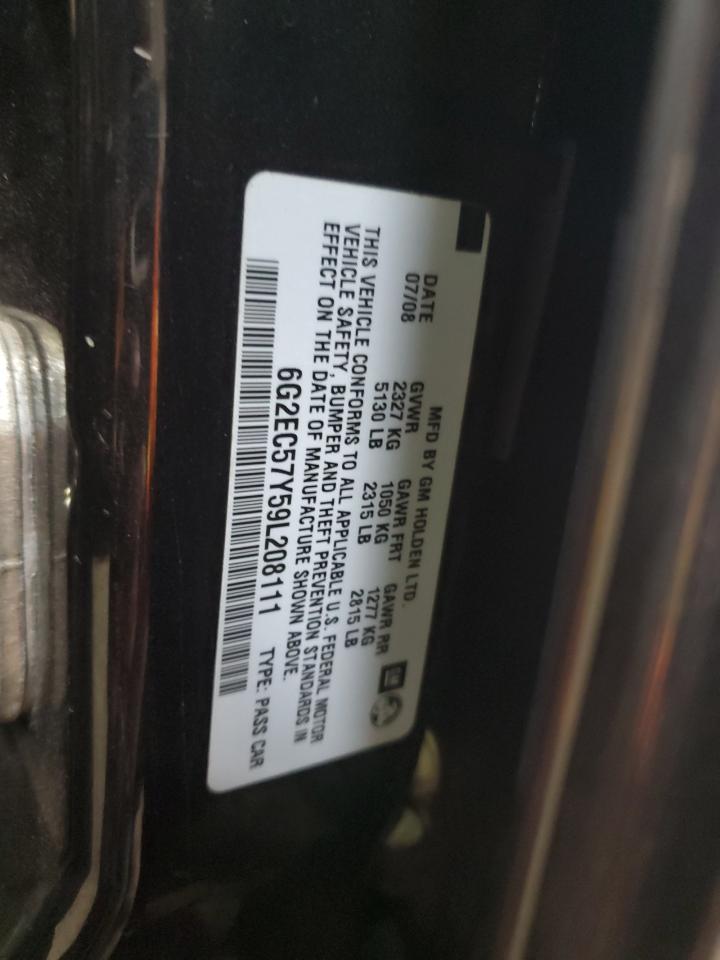 MFD BY GM HOLDEN LTD.
DATE GVWR GAWR FRT GAWR RR
07/08 2327 KG 1050 KG 1277 KG
5130 LB 2315 LB 2815 LB
THIS VEHICLE CONFORMS TO ALL APPLICABLE U.S. FEDERAL MOTOR
VEHICLE SAFETY, BUMPER AND THEFT PREVENTION STANDARDS IN
EFFECT ON THE DATE OF MANUFACTURE SHOWN ABOVE.
6G2EC57Y59L208111 TYPE: PASS CAR
GM